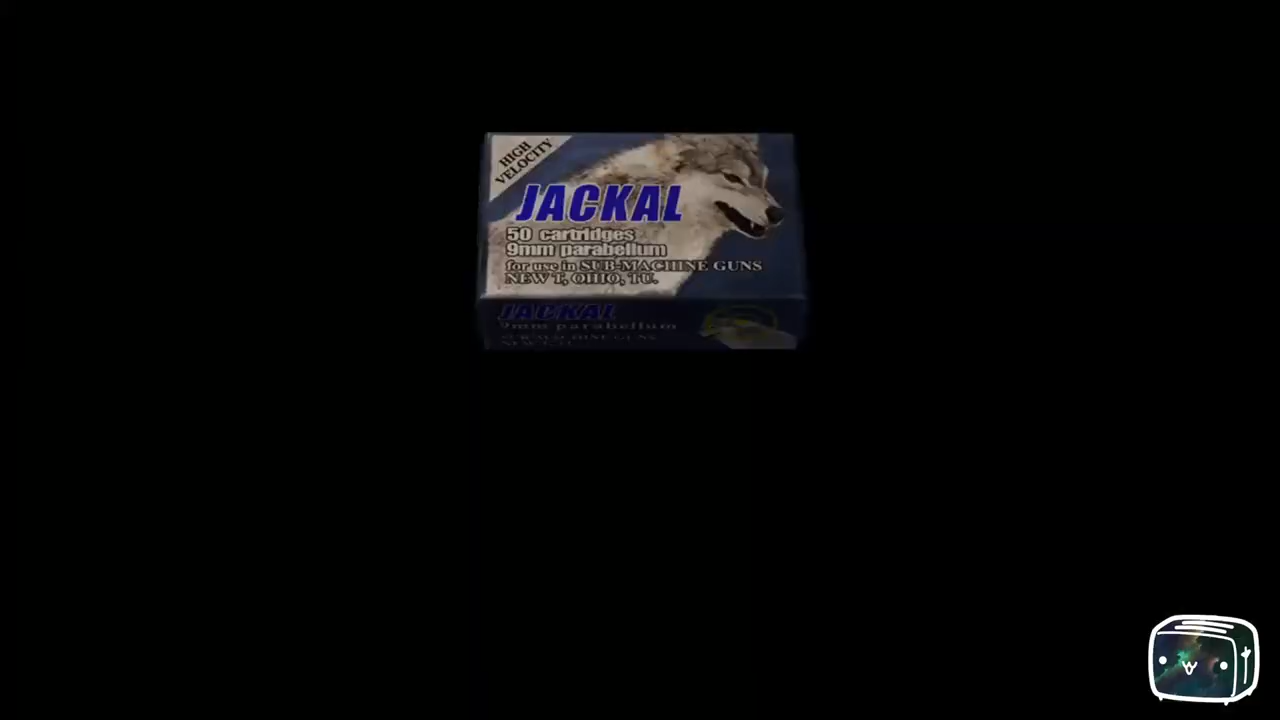 HIGH
VELOCITY
JACKAL
50 cartridges
9mm parabellum
for use in SUB-MACHINE GUNS
NEW T, OHIO, TU.
JACKAL
9mm parabellum